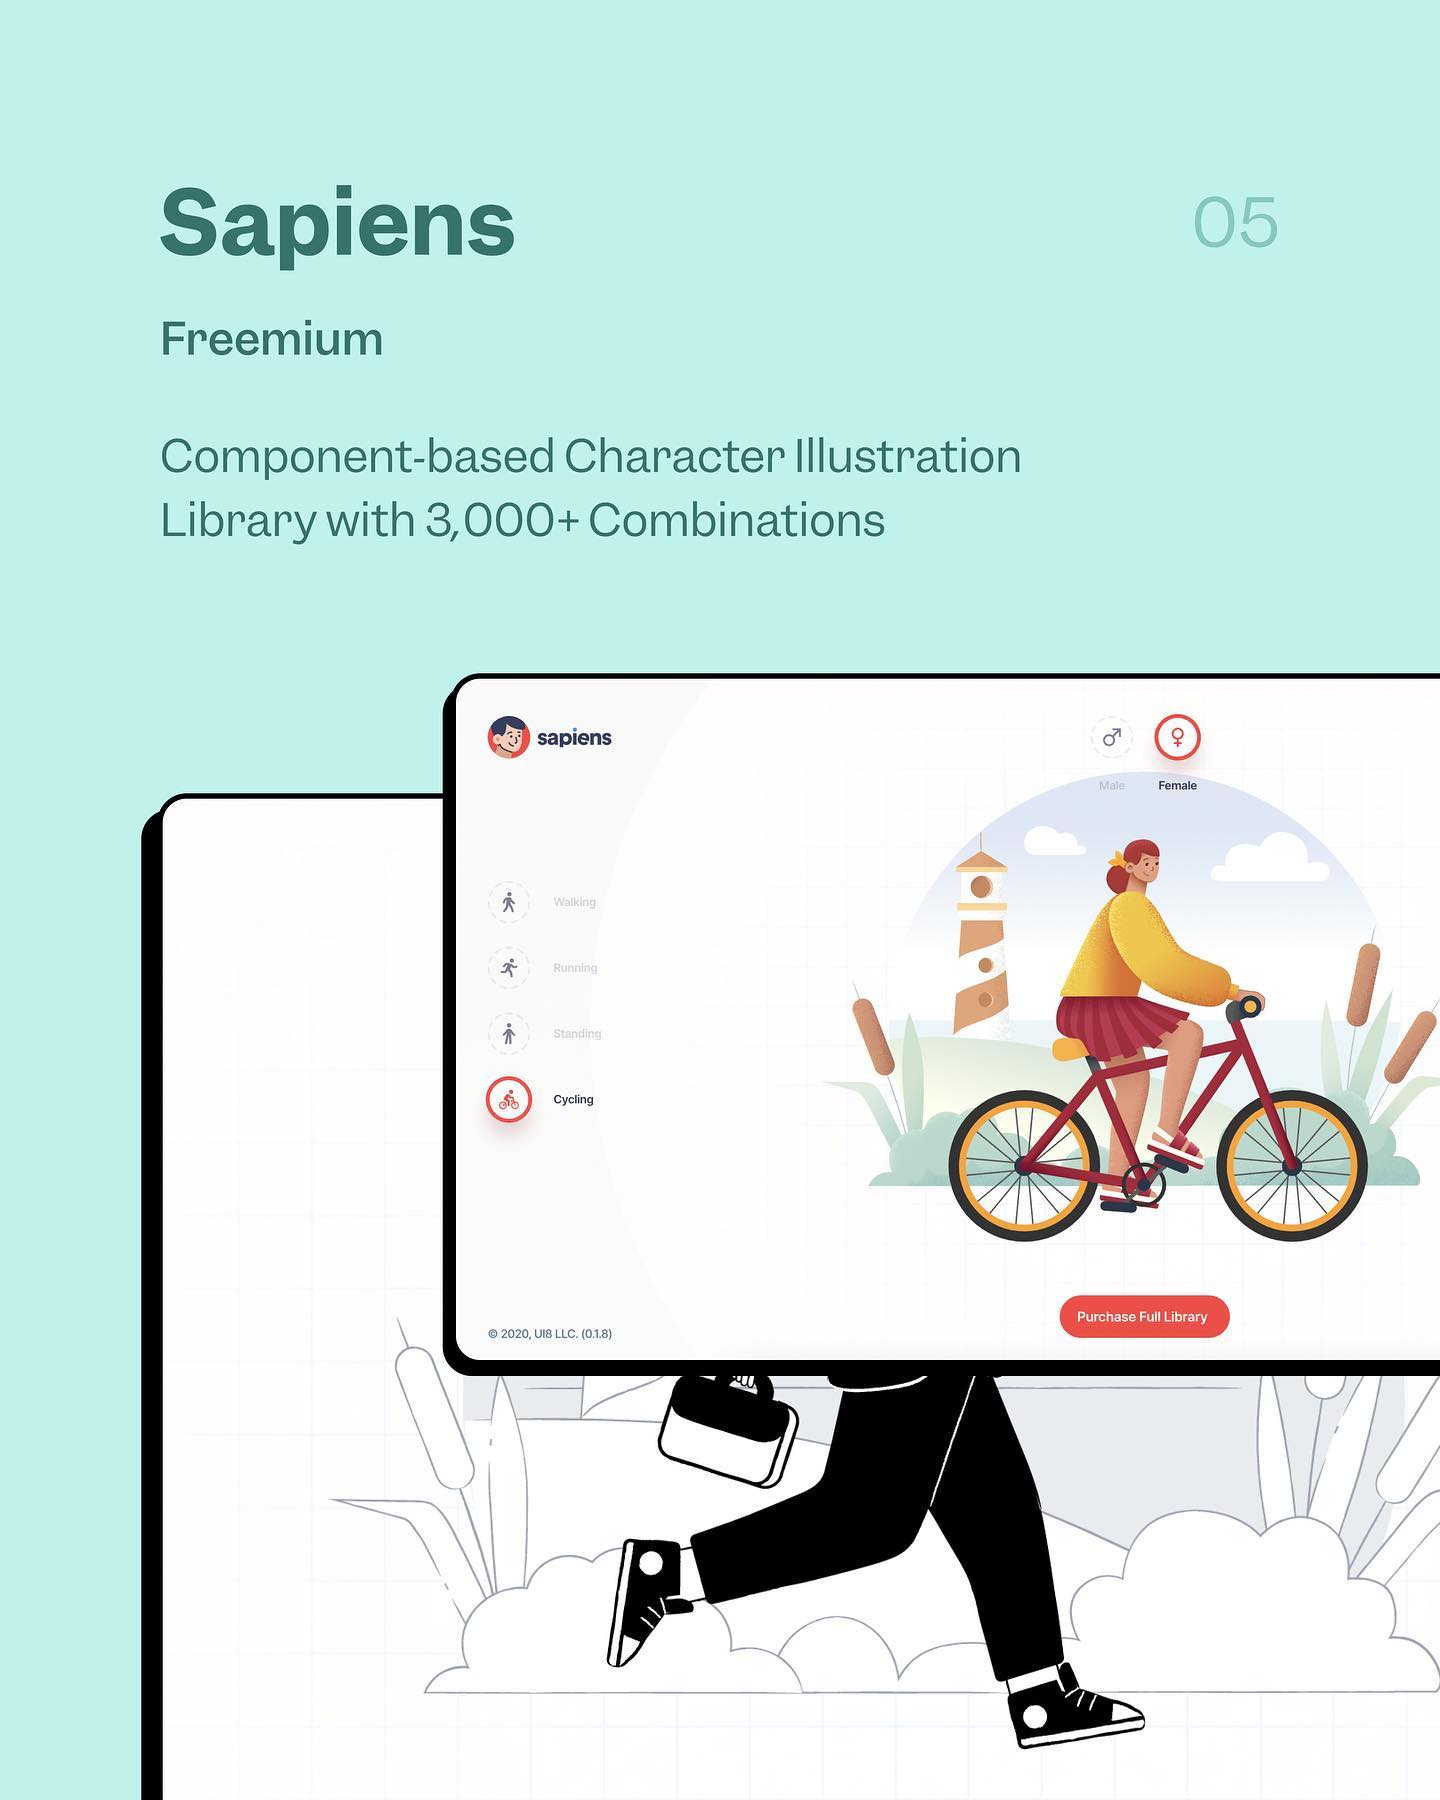 Sapiens
05
Freemium
Component-based Character Illustration
Library with 3,000+ Combinations
sapiens
Male
Female
Walking
Running
Standing
Cycling
Purchase Full Library
© 2020, UI8 LLC. (0.1.8)